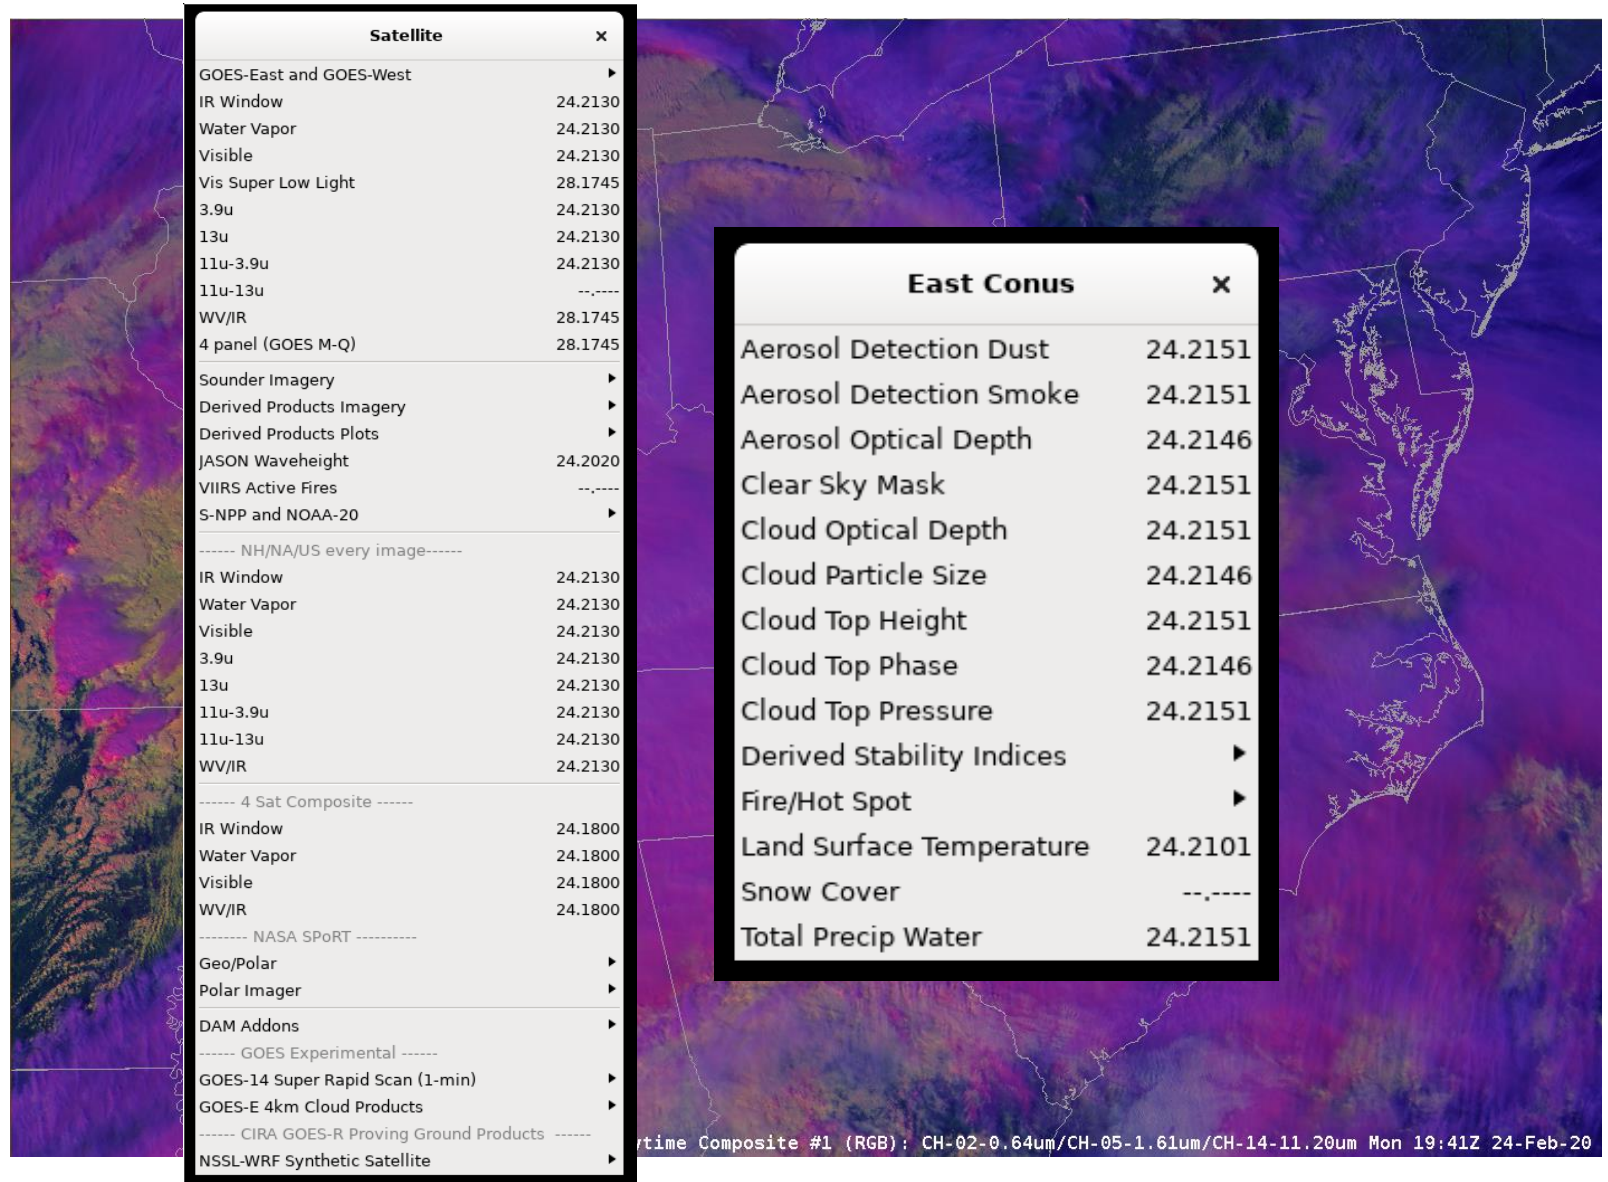 Satellite ×
GOES-East and GOES-West
IR Window 24.2130
Water Vapor 24.2130
Visible 24.2130
Vis Super Low Light 28.1745
3.9u 24.2130
13u 24.2130
11u-3.9u 24.2130
11u-13u --.----
WV/IR 28.1745
4 panel (GOES M-Q) 28.1745
Sounder Imagery
Derived Products Imagery
Derived Products Plots
JASON Waveheight 24.2020
VIIRS Active Fires --.----
S-NPP and NOAA-20
------ NH/NA/US every image------
IR Window 24.2130
Water Vapor 24.2130
Visible 24.2130
3.9u 24.2130
13u 24.2130
11u-3.9u 24.2130
11u-13u 24.2130
WV/IR 24.2130
------ 4 Sat Composite ------
IR Window 24.1800
Water Vapor 24.1800
Visible 24.1800
WV/IR 24.1800
-------- NASA SPoRT ----------
Geo/Polar
Polar Imager
DAM Addons
------ GOES Experimental ------
GOES-14 Super Rapid Scan (1-min)
GOES-E 4km Cloud Products
------ CIRA GOES-R Proving Ground Products ------
NSSL-WRF Synthetic Satellite
East Conus ×
Aerosol Detection Dust 24.2151
Aerosol Detection Smoke 24.2151
Aerosol Optical Depth 24.2146
Clear Sky Mask 24.2151
Cloud Optical Depth 24.2151
Cloud Particle Size 24.2146
Cloud Top Height 24.2151
Cloud Top Phase 24.2146
Cloud Top Pressure 24.2151
Derived Stability Indices
Fire/Hot Spot
Land Surface Temperature 24.2101
Snow Cover --.----
Total Precip Water 24.2151
ytime Composite #1 (RGB): CH-02-0.64um/CH-05-1.61um/CH-14-11.20um Mon 19:41Z 24-Feb-20